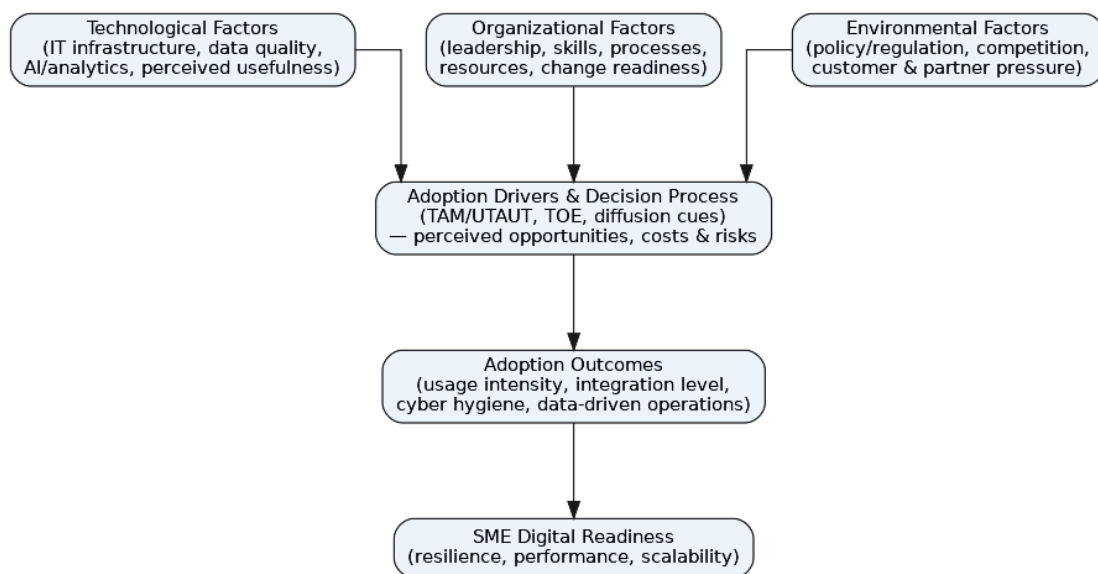 Technological Factors
(IT infrastructure, data quality,
AI/analytics, perceived usefulness)
Organizational Factors
(leadership, skills, processes,
resources, change readiness)
Environmental Factors
(policy/regulation, competition,
customer & partner pressure)
Adoption Drivers & Decision Process
(TAM/UTAUT, TOE, diffusion cues)
— perceived opportunities, costs & risks
Adoption Outcomes
(usage intensity, integration level,
cyber hygiene, data-driven operations)
SME Digital Readiness
(resilience, performance, scalability)